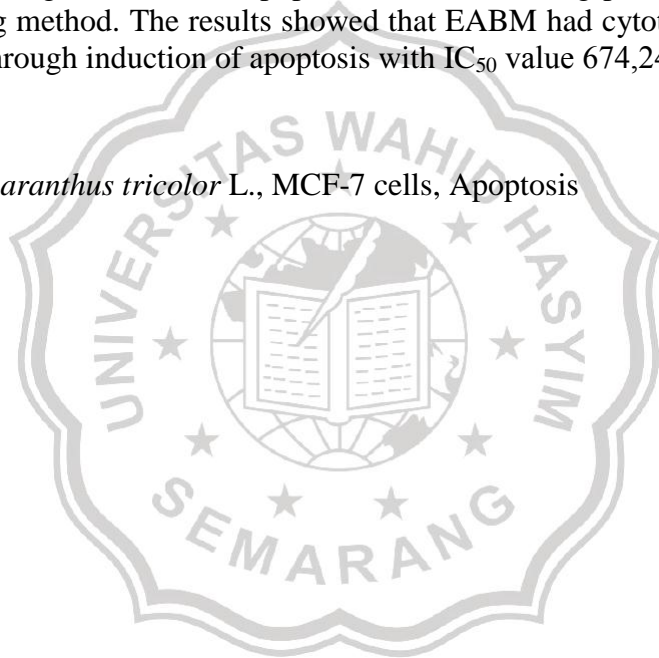 g method. The results showed that EABM had cytou
rough induction of apoptosis with IC50 value 674,24
aranthus tricolor L., MCF-7 cells, Apoptosis
UNIVERSITAS WAHID HASYIM
SEMARANG